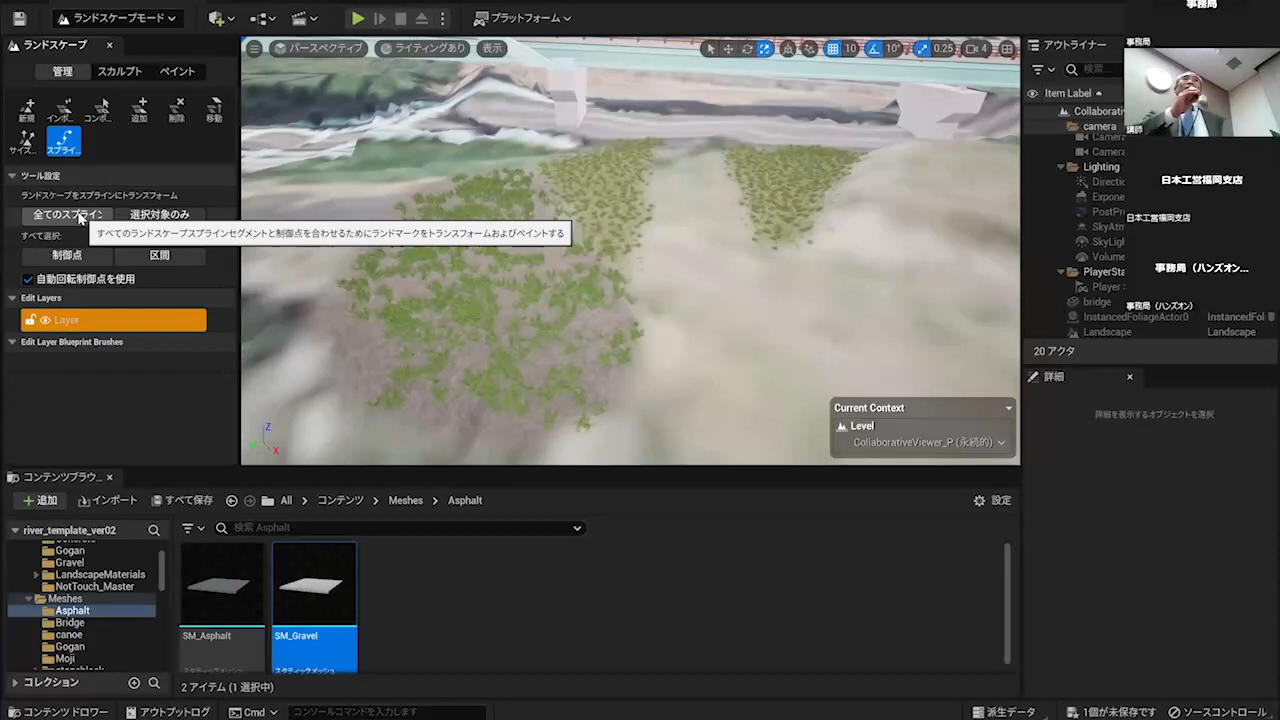 ランドスケープモード
プラットフォーム
事務局
ランドスケープ
管理
スカルプト
ペイント
新規
インポ...
コンポ...
追加
削除
移動
サイズ...
スプライ...
ツール設定
ランドスケープをスプラインにトランスフォーム
全てのスプライン
選択対象のみ
すべてのランドスケープスプラインセグメントと制御点を合わせるためにランドマークをトランスフォームおよびペイントする
すべて選択:
制御点
区間
自動回転制御点を使用
Edit Layers
Layer
Edit Layer Blueprint Brushes
パースペクティブ
ライティングあり
表示
10
10°
0.25
4
Z
X
Current Context
Level
CollaborativeViewer_P (永続的)
アウトライナー
検索...
Item Label
Collaborativ
camera
Camera
Camera
Lighting
Directi
Expone
PostPr
SkyAtm
SkyLigh
Volume
PlayerSta
Player
bridge
InstancedFoliageActor0
InstancedFol
Landscape
Landscape
20 アクタ
詳細
詳細を表示するオブジェクトを選択
事務局
講師
日本工営福岡支店
日本工営福岡支店
事務局（ハンズオン...
事務局（ハンズオン）
コンテンツブラウ...
追加
インポート
すべて保存
All
コンテンツ
Meshes
Asphalt
設定
river_template_ver02
検索 Asphalt
Gogan
Gravel
LandscapeMaterials
NotTouch_Master
Meshes
Asphalt
Bridge
canoe
Gogan
Moji
SM_Asphalt
スタティックメッシュ
SM_Gravel
スタティックメッシュ
コレクション
2 アイテム (1 選択中)
コンテンツドロワー
アウトプットログ
Cmd
コンソールコマンドを入力します
派生データ
1個が未保存です
ソースコントロール